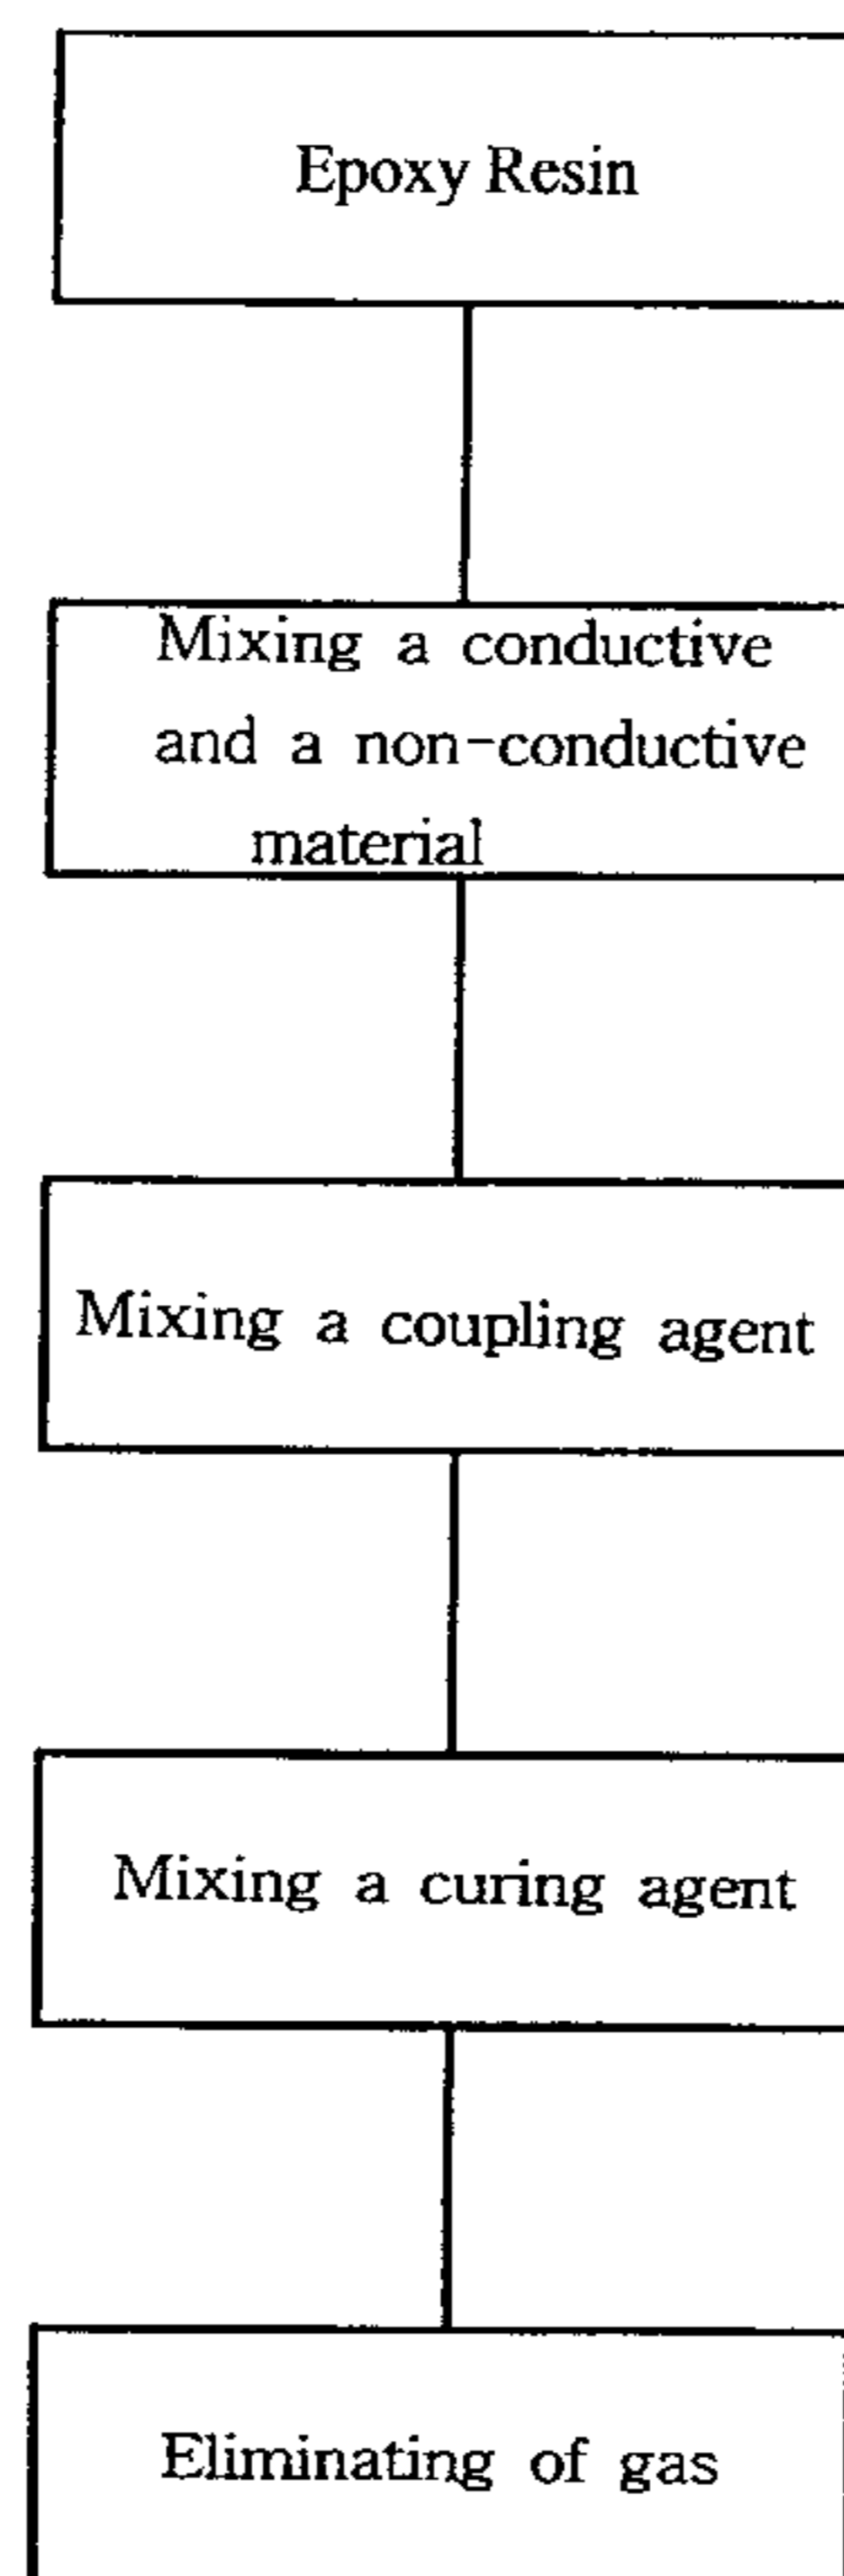 Epoxy Resin
Mixing a conductive
and a non-conductive
material
Mixing a coupling agent
Mixing a curing agent
Eliminating of gas